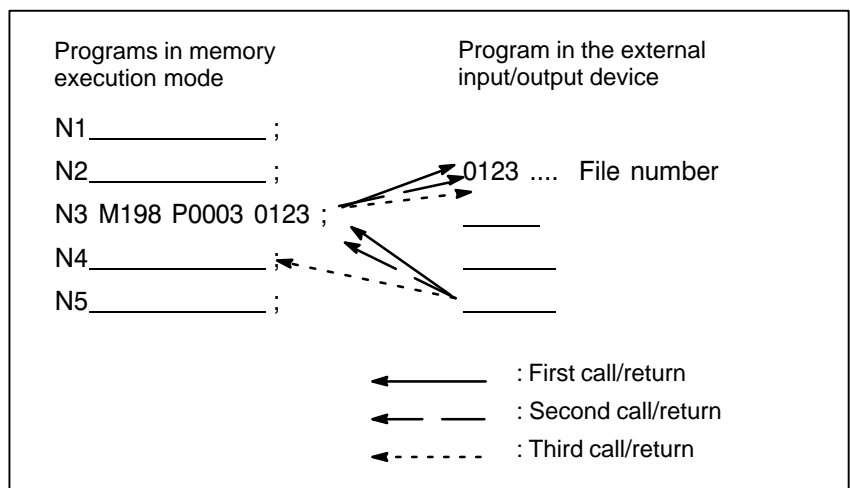 Programs in memory
execution mode
Program in the external
input/output device
N1 ;
N2 ;
0123 .... File number
N3 M198 P0003 0123 ;
N4 ;
N5 ;
: First call/return
: Second call/return
: Third call/return